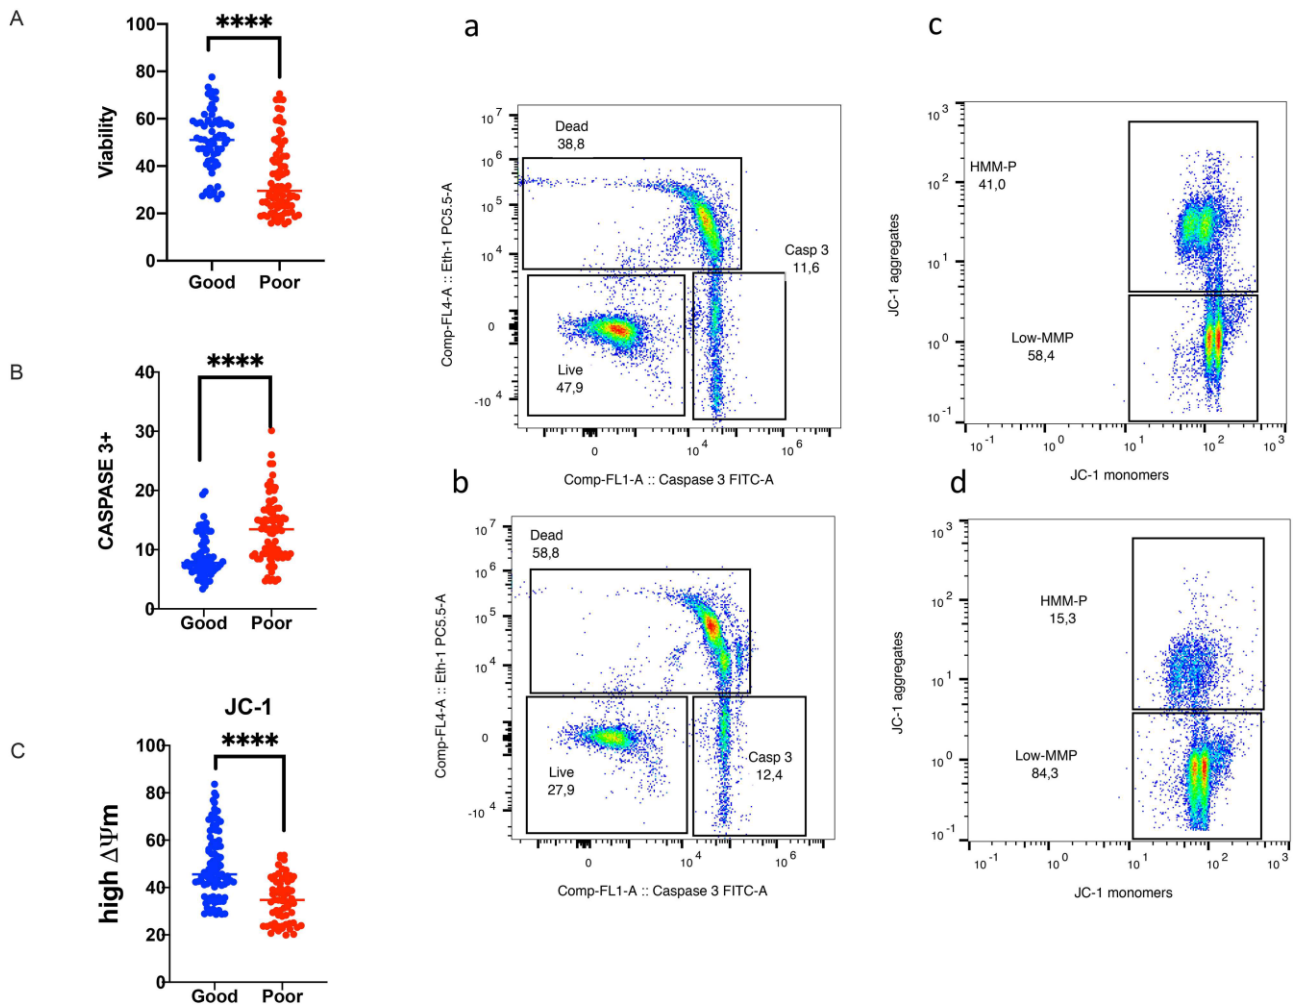 A
100
80
60
40
20
0
Viability
****
Good Poor
B
40
30
20
10
0
CASPASE 3+
****
Good Poor
C
JC-1
100
80
60
40
20
0
high ΔΨm
****
Good Poor
a
10 7
10 6
10 5
10 4
0
-10 4
Comp-FL4-A :: Eth-1 PC5.5-A
Dead
38,8
Casp 3
11,6
Live
47,9
0 10 4 10 6
Comp-FL1-A :: Caspase 3 FITC-A
b
10 7
10 6
10 5
10 4
0
-10 4
Comp-FL4-A :: Eth-1 PC5.5-A
Dead
58,8
Live
27,9
Casp 3
12,4
0 10 4 10 6
Comp-FL1-A :: Caspase 3 FITC-A
c
10 3
10 2
10 1
10 0
10 -1
JC-1 aggregates
HMM-P
41,0
Low-MMP
58,4
10 -1 10 0 10 1 10 2 10 3
JC-1 monomers
d
10 3
10 2
10 1
10 0
10 -1
JC-1 aggregates
HMM-P
15,3
Low-MMP
84,3
10 -1 10 0 10 1 10 2 10 3
JC-1 monomers